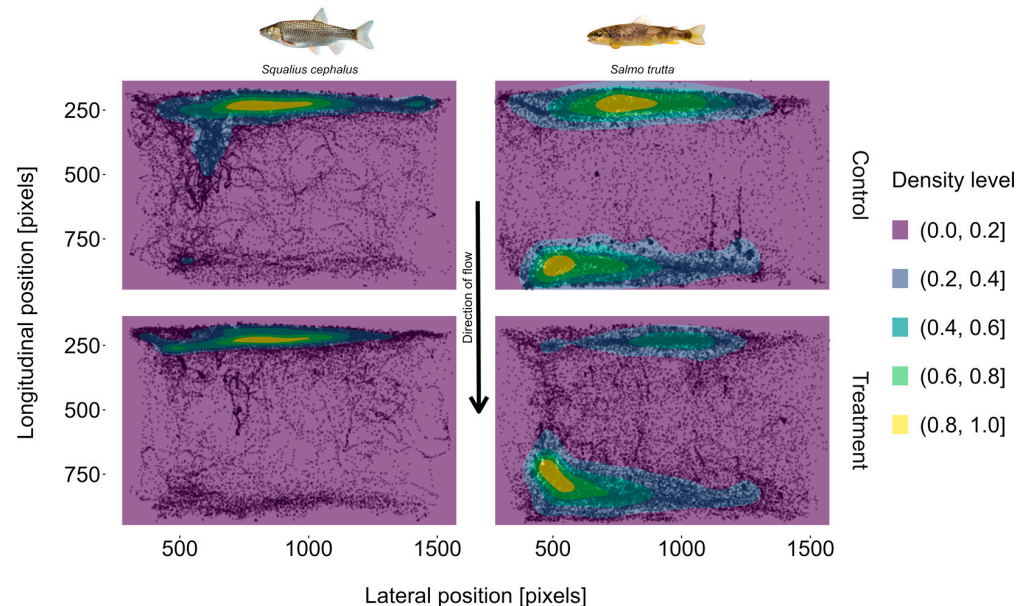 Squalius cephalus
Salmo trutta
250
500
750
Control
250
500
750
Treatment
Longitudinal position [pixels]
Direction of flow
500
1000
1500
500
1000
1500
Lateral position [pixels]
Density level
(0.0, 0.2]
(0.2, 0.4]
(0.4, 0.6]
(0.6, 0.8]
(0.8, 1.0]